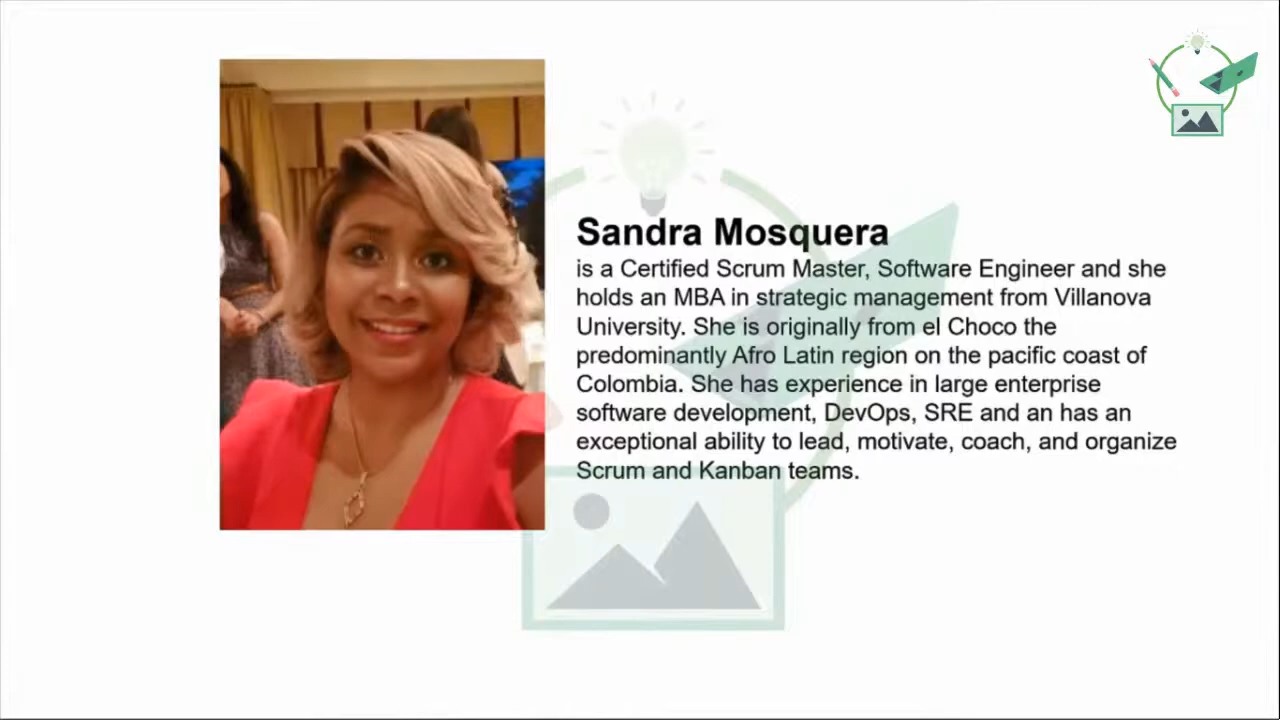 Sandra Mosquera
is a Certified Scrum Master, Software Engineer and she
holds an MBA in strategic management from Villanova
University. She is originally from el Choco the
predominantly Afro Latin region on the pacific coast of
Colombia. She has experience in large enterprise
software development, DevOps, SRE and an has an
exceptional ability to lead, motivate, coach, and organize
Scrum and Kanban teams.